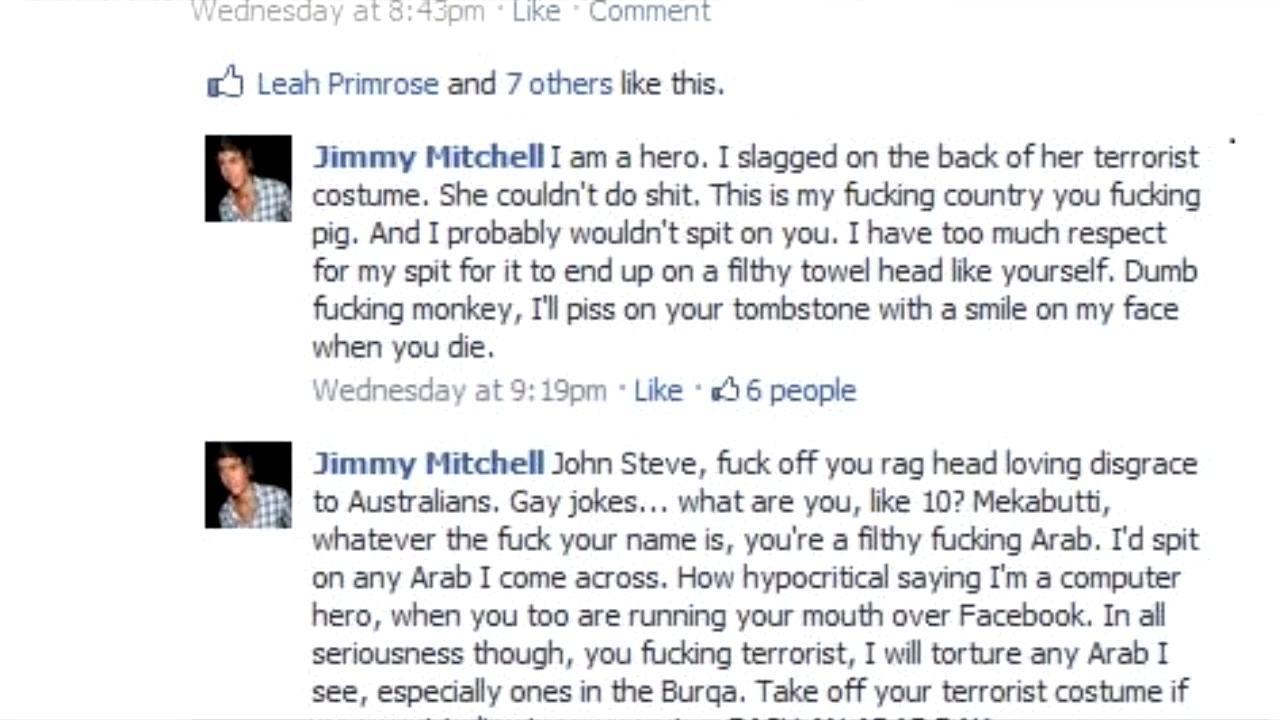 Wednesday at 8:43pm · Like · Comment
Leah Primrose and 7 others like this.
Jimmy Mitchell I am a hero. I slagged on the back of her terrorist
costume. She couldn't do shit. This is my fucking country you fucking
pig. And I probably wouldn't spit on you. I have too much respect
for my spit for it to end up on a filthy towel head like yourself. Dumb
fucking monkey, I'll piss on your tombstone with a smile on my face
when you die.
Wednesday at 9:19pm · Like · 6 people
Jimmy Mitchell John Steve, fuck off you rag head loving disgrace
to Australians. Gay jokes... what are you, like 10? Mekabutti,
whatever the fuck your name is, you're a filthy fucking Arab. I'd spit
on any Arab I come across. How hypocritical saying I'm a computer
hero, when you too are running your mouth over Facebook. In all
seriousness though, you fucking terrorist, I will torture any Arab I
see, especially ones in the Burqa. Take off your terrorist costume if